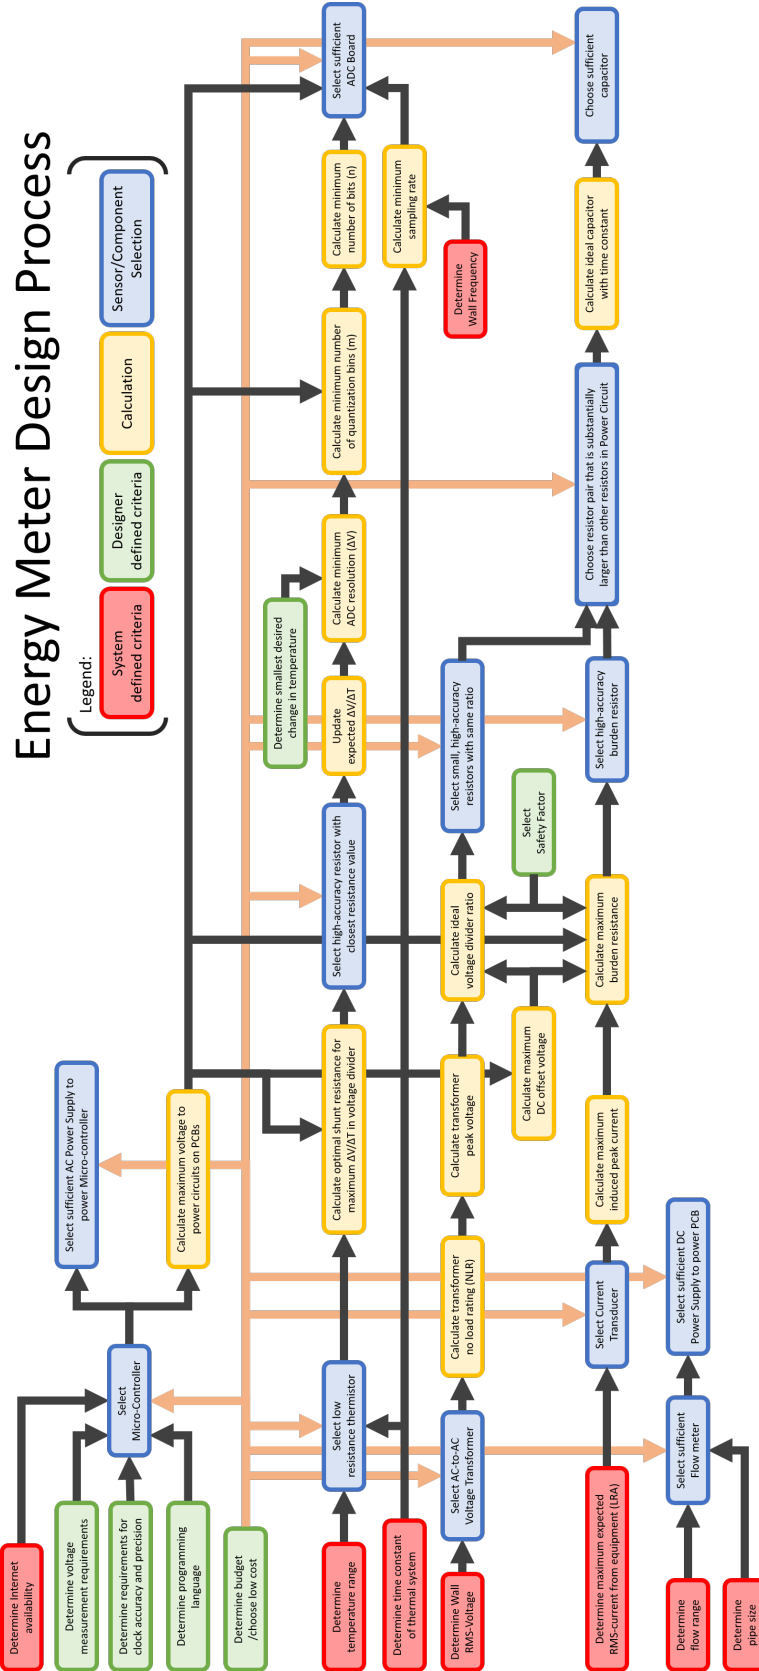 Energy Meter Design Process
Legend:
System
defined criteria
Designer
defined criteria
Calculation
Sensor/Component
Selection
Determine Internet
availability
Determine voltage
measurement requirements
Determine requirements for
clock accuracy and precision
Determine programming
language
Determine budget
/choose low cost
Select
Micro-Controller
Select sufficient AC Power Supply to
power Micro-controller
Calculate maximum voltage to
power circuits on PCBs
Determine
temperature range
Select low
resistance thermistor
Calculate optimal shunt resistance for
maximum ΔV/ΔT in voltage divider
Select high-accuracy resistor with
closest resistance value
Update
expected ΔV/ΔT
Determine smallest desired
change in temperature
Calculate minimum
ADC resolution (ΔV)
Calculate minimum number
of quantization bins (m)
Calculate minimum
number of bits (n)
Select sufficient
ADC Board
Determine time constant
of thermal system
Calculate minimum
sampling rate
Determine
Wall Frequency
Determine Wall
RMS-Voltage
Select AC-to-AC
Voltage Transformer
Calculate transformer
no load rating (NLR)
Calculate transformer
peak voltage
Calculate ideal
voltage divider ratio
Select small, high-accuracy
resistors with same ratio
Calculate maximum
DC offset voltage
Select
Safety Factor
Determine maximum expected
RMS-current from equipment (LRA)
Select Current
Transducer
Calculate maximum
induced peak current
Calculate maximum
burden resistance
Select high-accuracy
burden resistor
Choose resistor pair that is substantially
larger than other resistors in Power Circuit
Calculate ideal capacitor
with time constant
Choose sufficient
capacitor
Determine
flow range
Select sufficient
Flow meter
Select sufficient DC
Power Supply to power PCB
Determine
pipe size